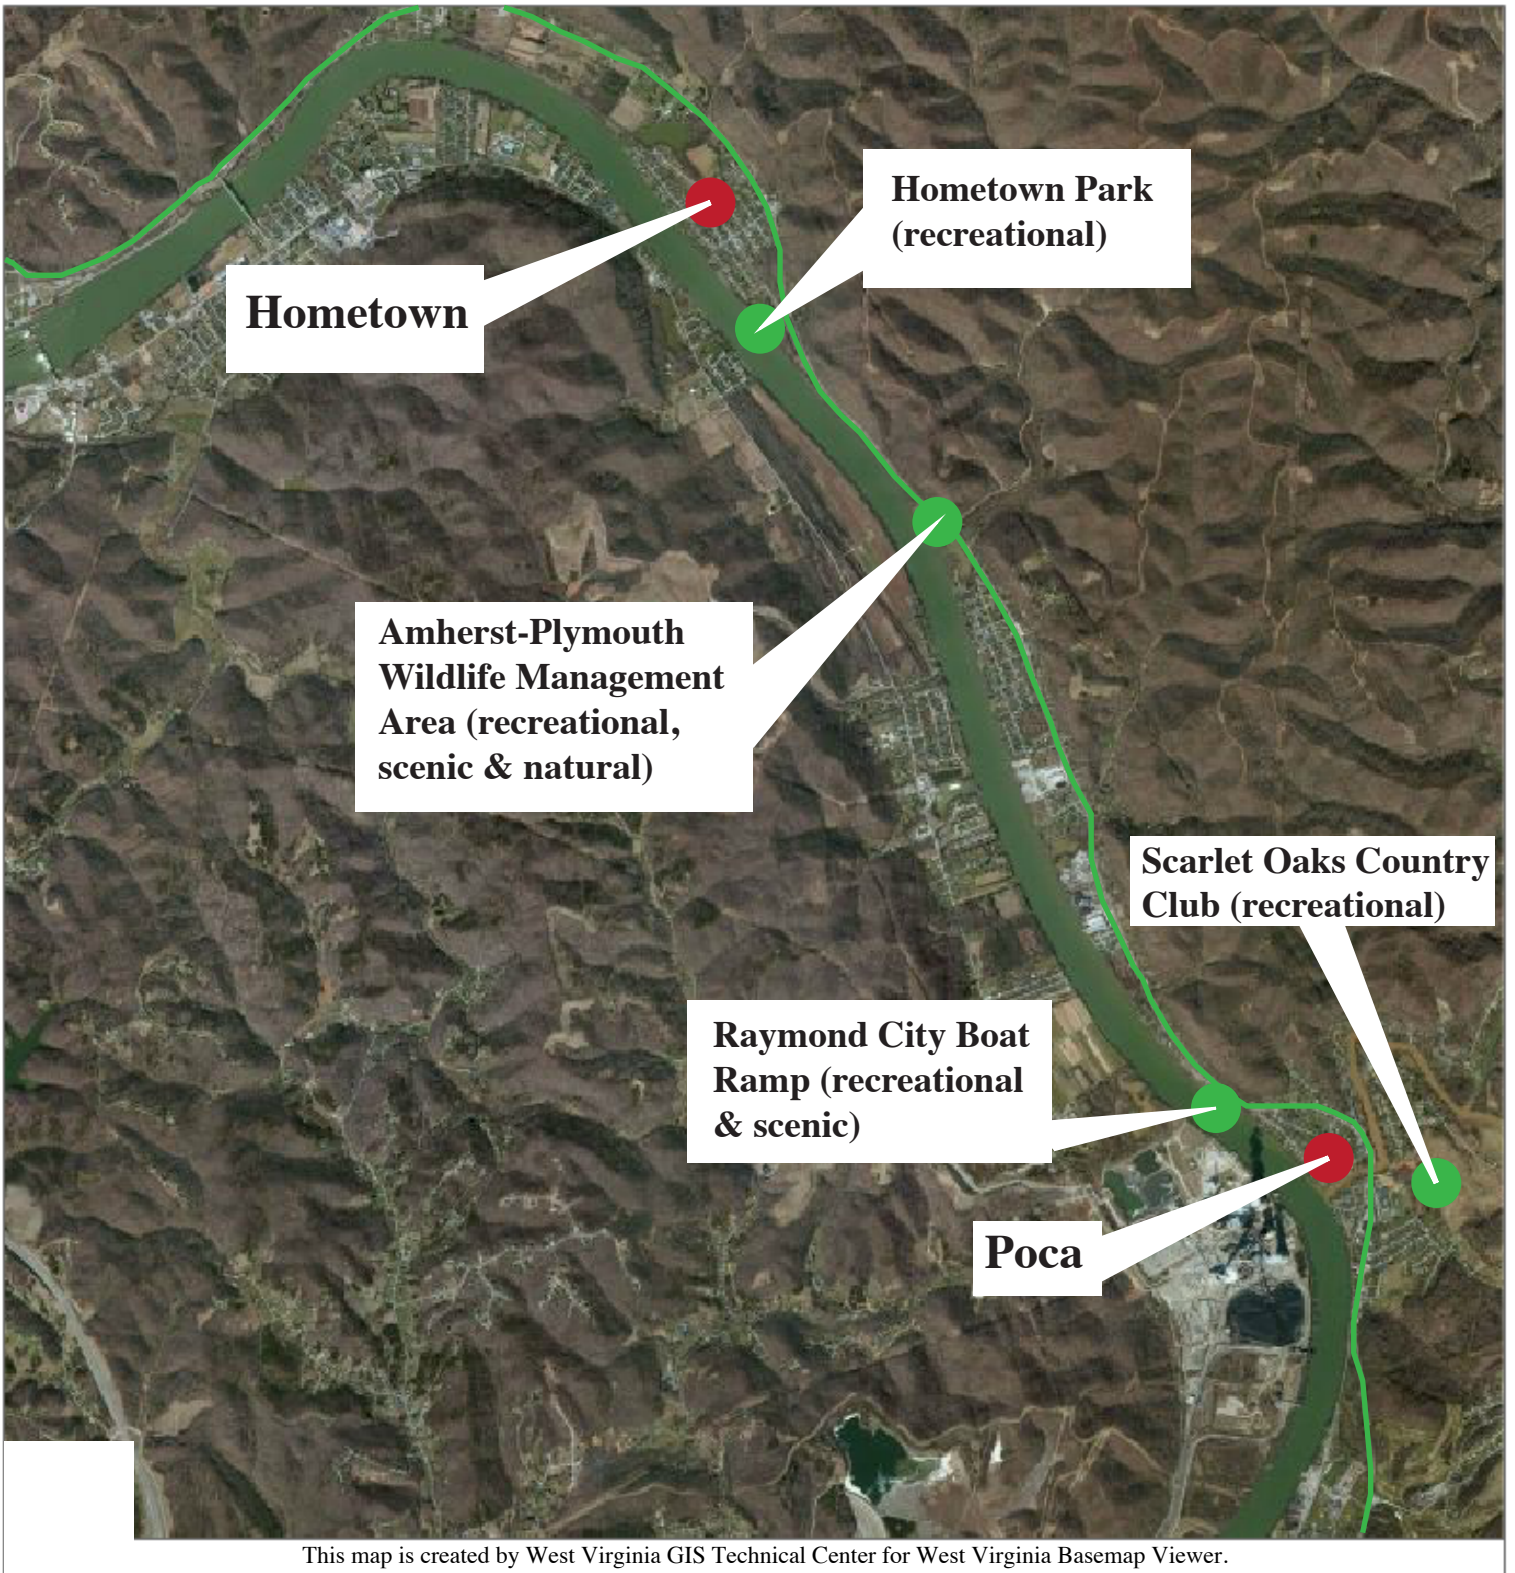 Hometown Park
(recreational)
Hometown
Amherst-Plymouth
Wildlife Management
Area (recreational,
scenic & natural)
Scarlet Oaks Country
Club (recreational)
Raymond City Boat
Ramp (recreational
& scenic)
Poca
This map is created by West Virginia GIS Technical Center for West Virginia Basemap Viewer.